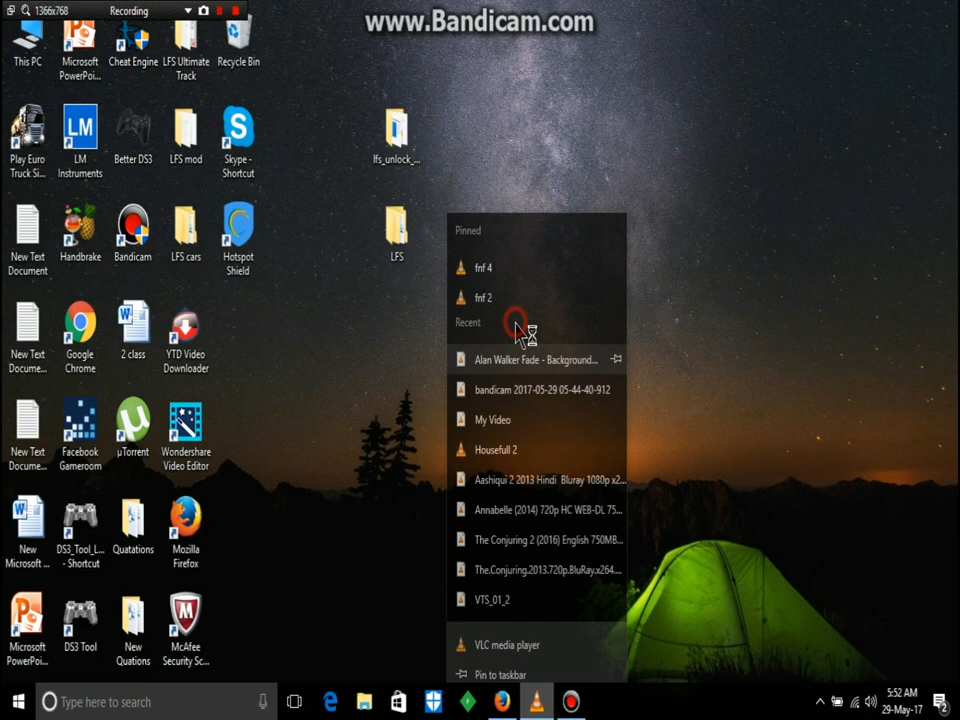 1366x768
Recording
www.Bandicam.com
This PC
Microsoft
PowerPoi...
Cheat Engine
LFS Ultimate
Track
Recycle Bin
Play Euro
Truck Si...
LM
LM
Instruments
Better DS3
LFS mod
Skype -
Shortcut
lfs_unlock_...
New Text
Document
Handbrake
Bandicam
LFS cars
Hotspot
Shield
LFS
New Text
Docume...
Google
Chrome
2 class
YTD Video
Downloader
New Text
Docume...
Facebook
Gameroom
µTorrent
Wondershare
Video Editor
New
Microsoft ...
DS3_Tool_L...
- Shortcut
Quatations
Mozilla
Firefox
Microsoft
PowerPoi...
DS3 Tool
New
Quations
McAfee
Security Sc...
Pinned
fnf 4
fnf 2
Recent
Alan Walker Fade - Background...
bandicam 2017-05-29 05-44-40-912
My Video
Housefull 2
Aashiqui 2 2013 Hindi Bluray 1080p x2...
Annabelle (2014) 720p HC WEB-DL 75...
The Conjuring 2 (2016) English 750MB...
The.Conjuring.2013.720p.BluRay.x264....
VTS_01_2
VLC media player
Pin to taskbar
Type here to search
5:52 AM
29-May-17
2